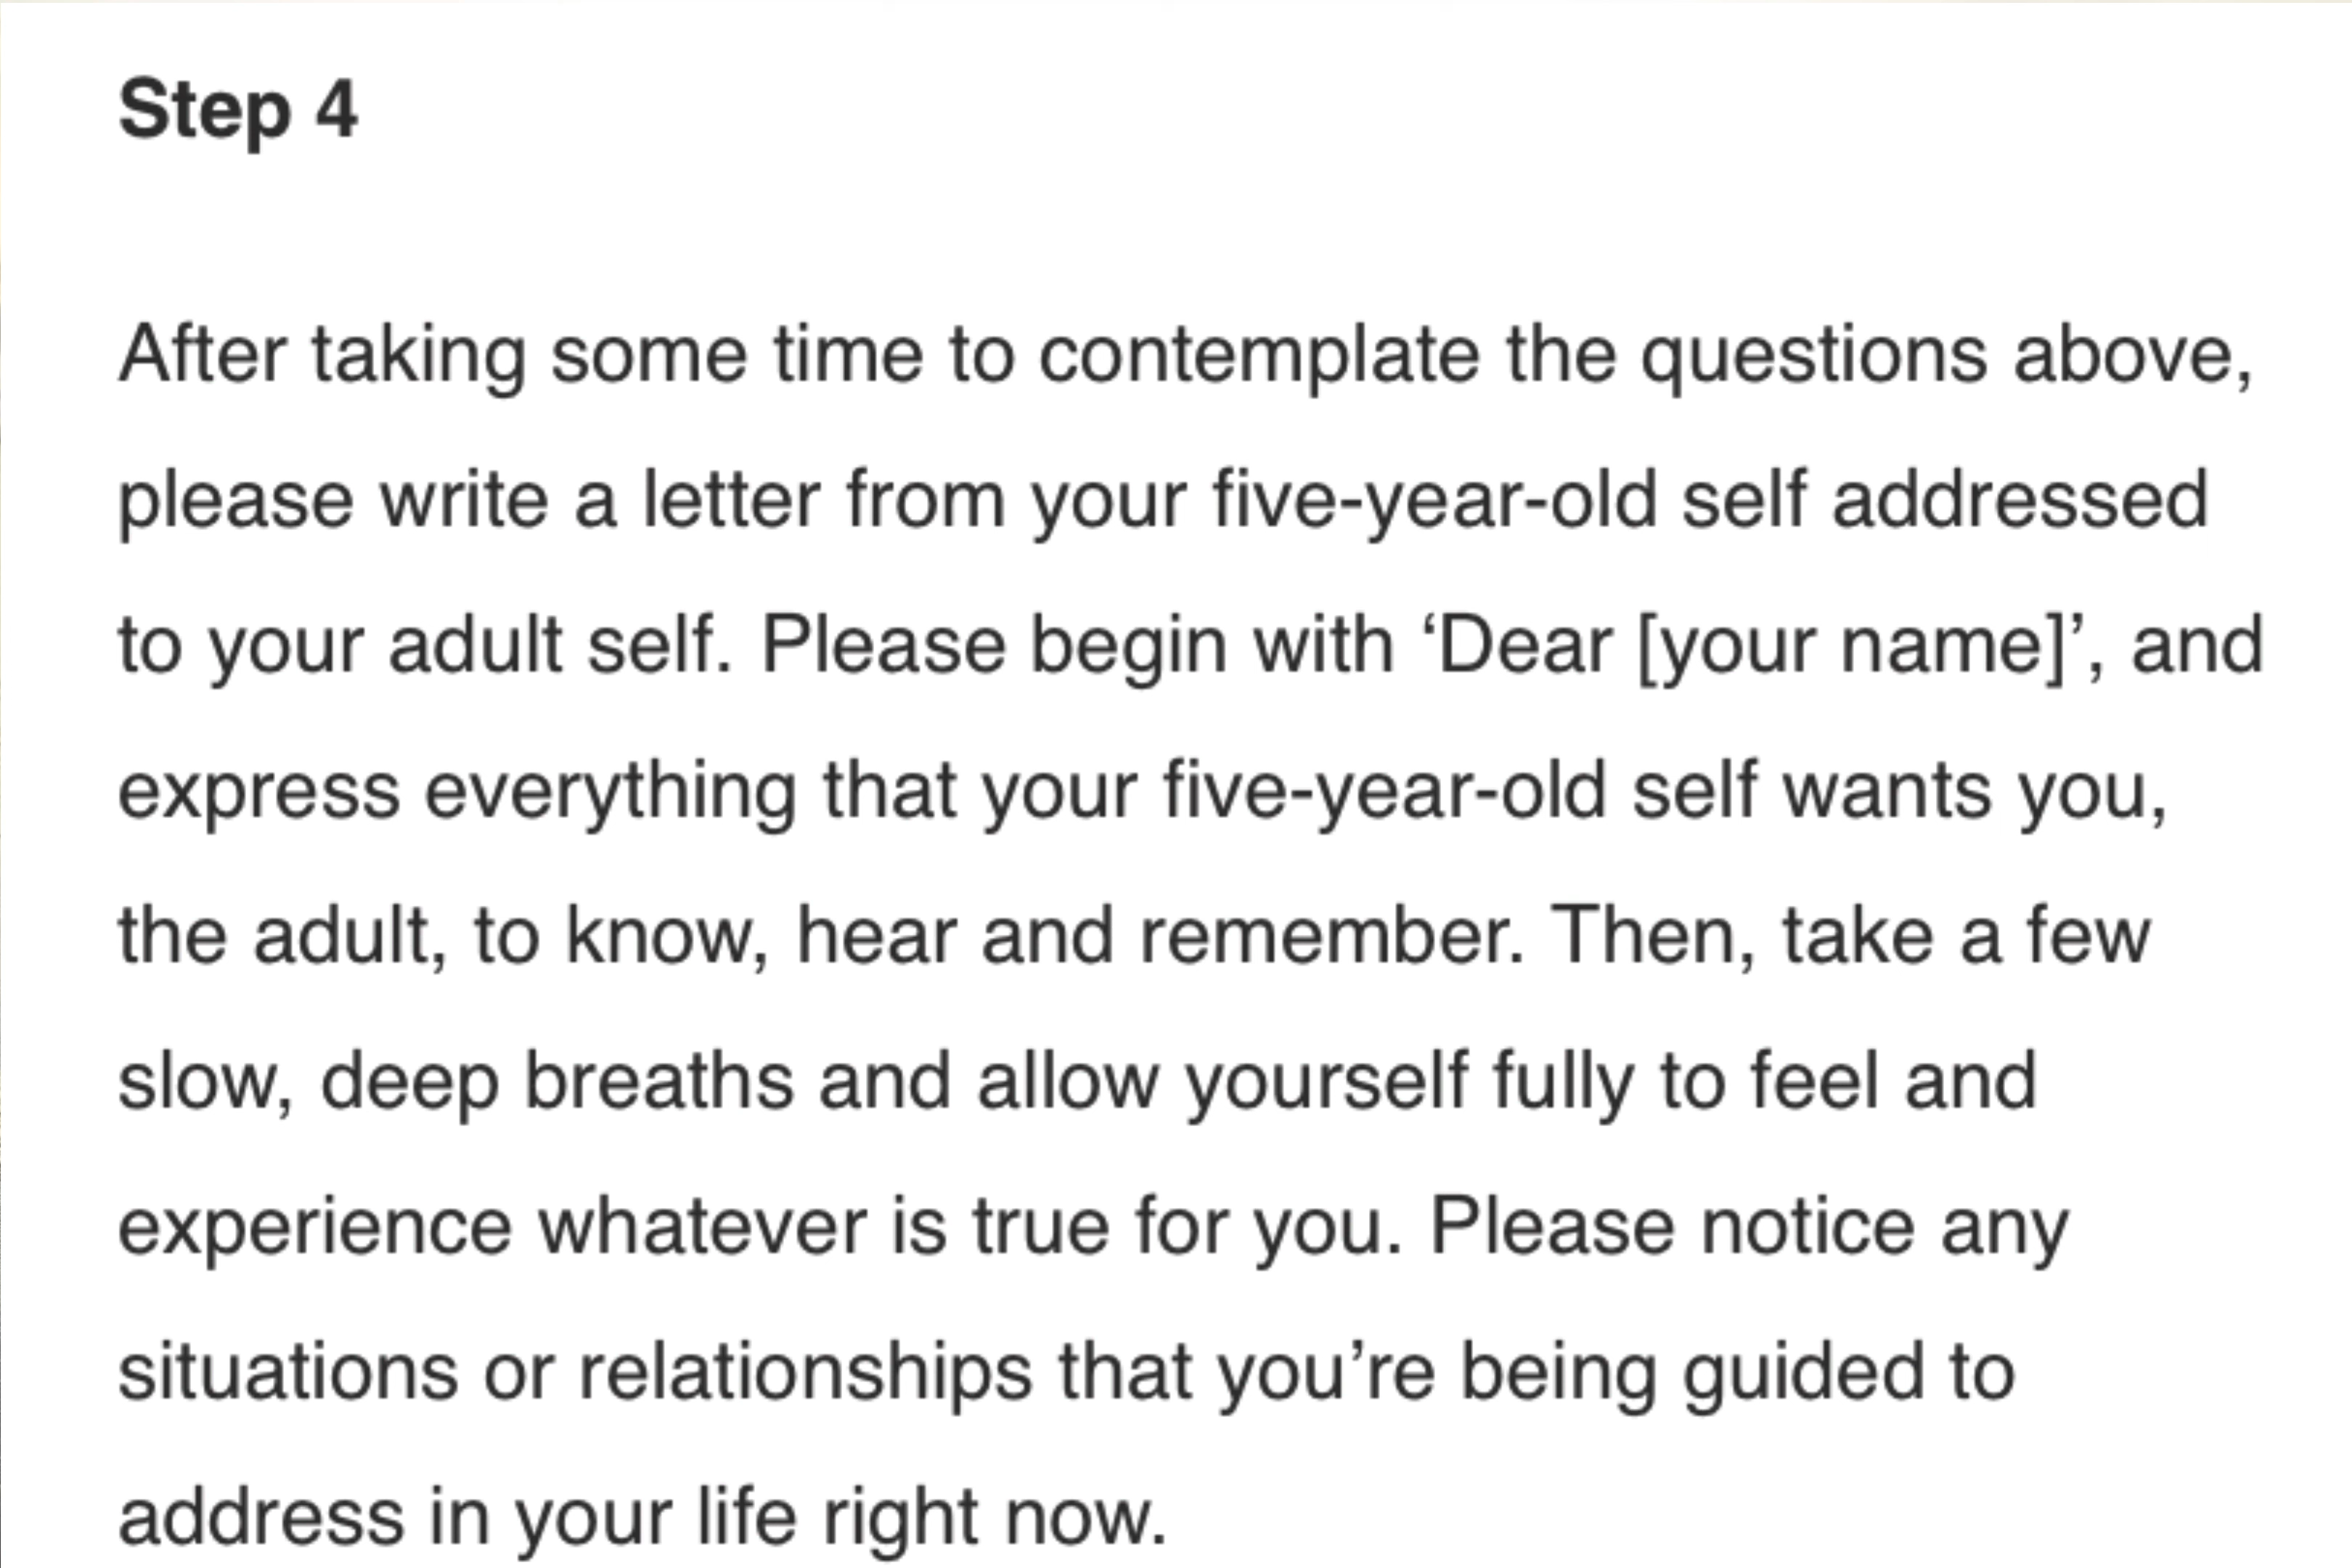 Step 4
After taking some time to contemplate the questions above,
please write a letter from your five-year-old self addressed
to your adult self. Please begin with ‘Dear [your name]’, and
express everything that your five-year-old self wants you,
the adult, to know, hear and remember. Then, take a few
slow, deep breaths and allow yourself fully to feel and
experience whatever is true for you. Please notice any
situations or relationships that you’re being guided to
address in your life right now.